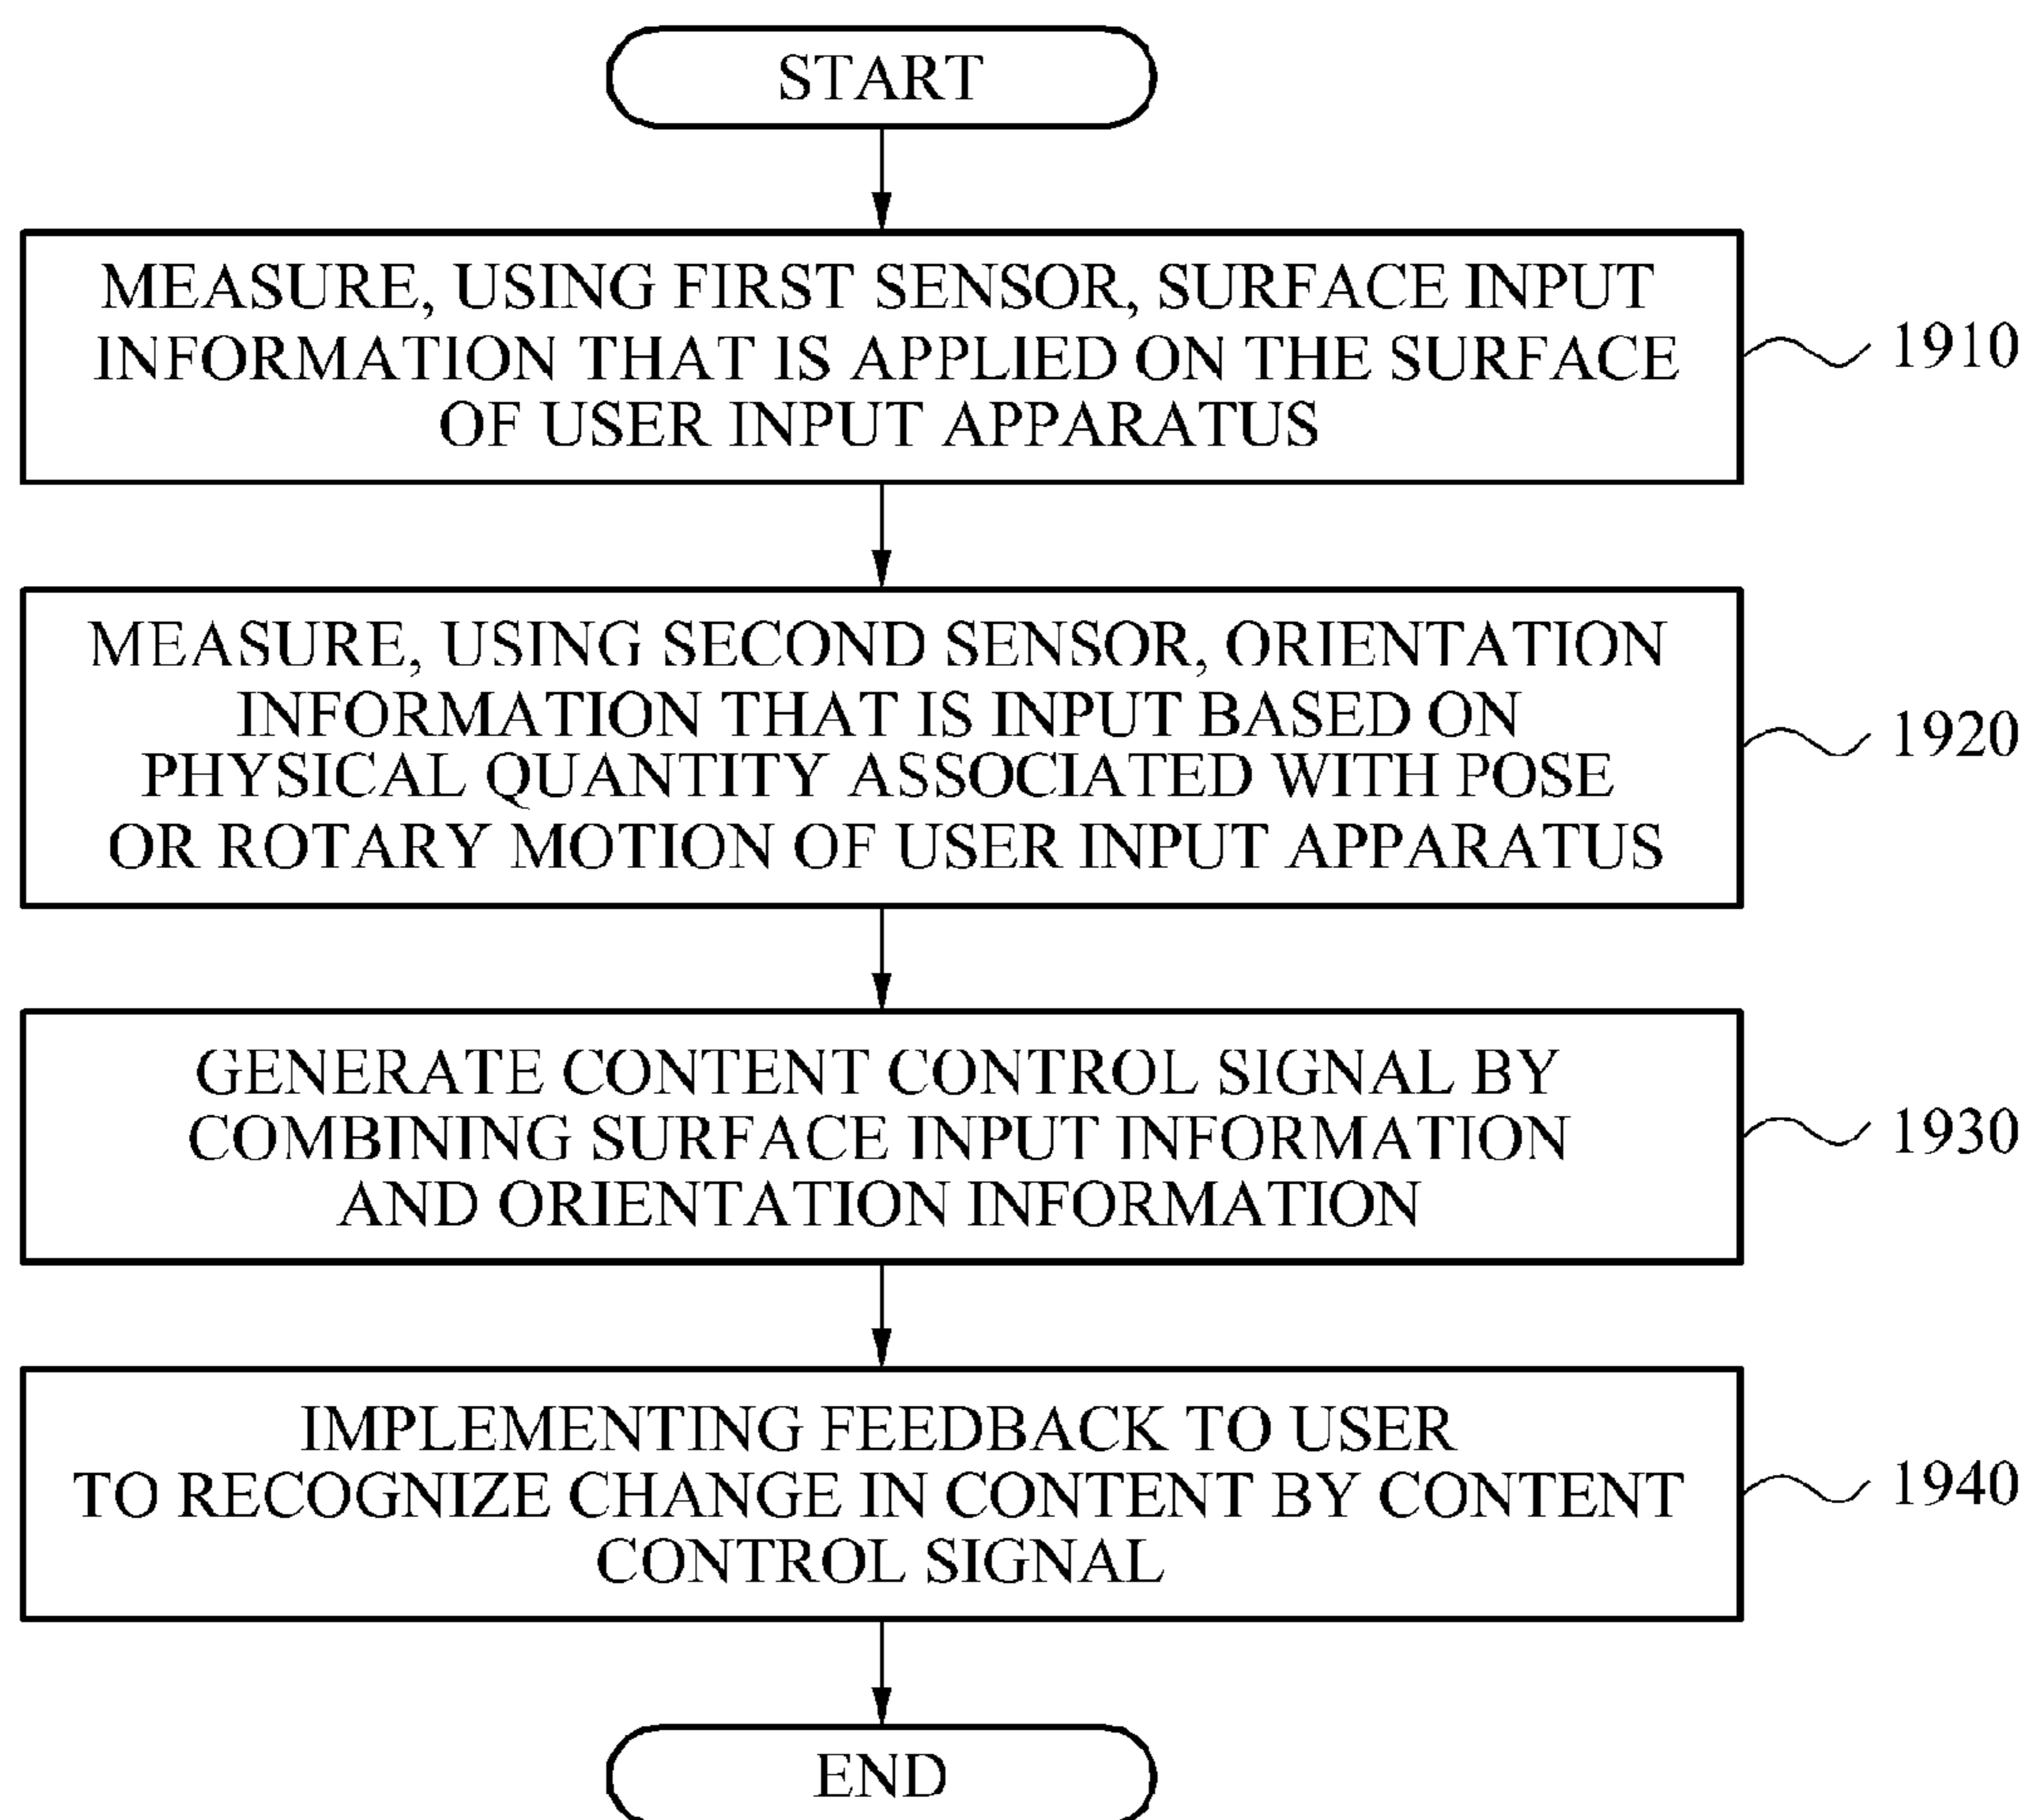 START
MEASURE, USING FIRST SENSOR, SURFACE INPUT
INFORMATION THAT IS APPLIED ON THE SURFACE
OF USER INPUT APPARATUS
1910
MEASURE, USING SECOND SENSOR, ORIENTATION
INFORMATION THAT IS INPUT BASED ON
PHYSICAL QUANTITY ASSOCIATED WITH POSE
OR ROTARY MOTION OF USER INPUT APPARATUS
1920
GENERATE CONTENT CONTROL SIGNAL BY
COMBINING SURFACE INPUT INFORMATION
AND ORIENTATION INFORMATION
1930
IMPLEMENTING FEEDBACK TO USER
TO RECOGNIZE CHANGE IN CONTENT BY CONTENT
CONTROL SIGNAL
1940
END